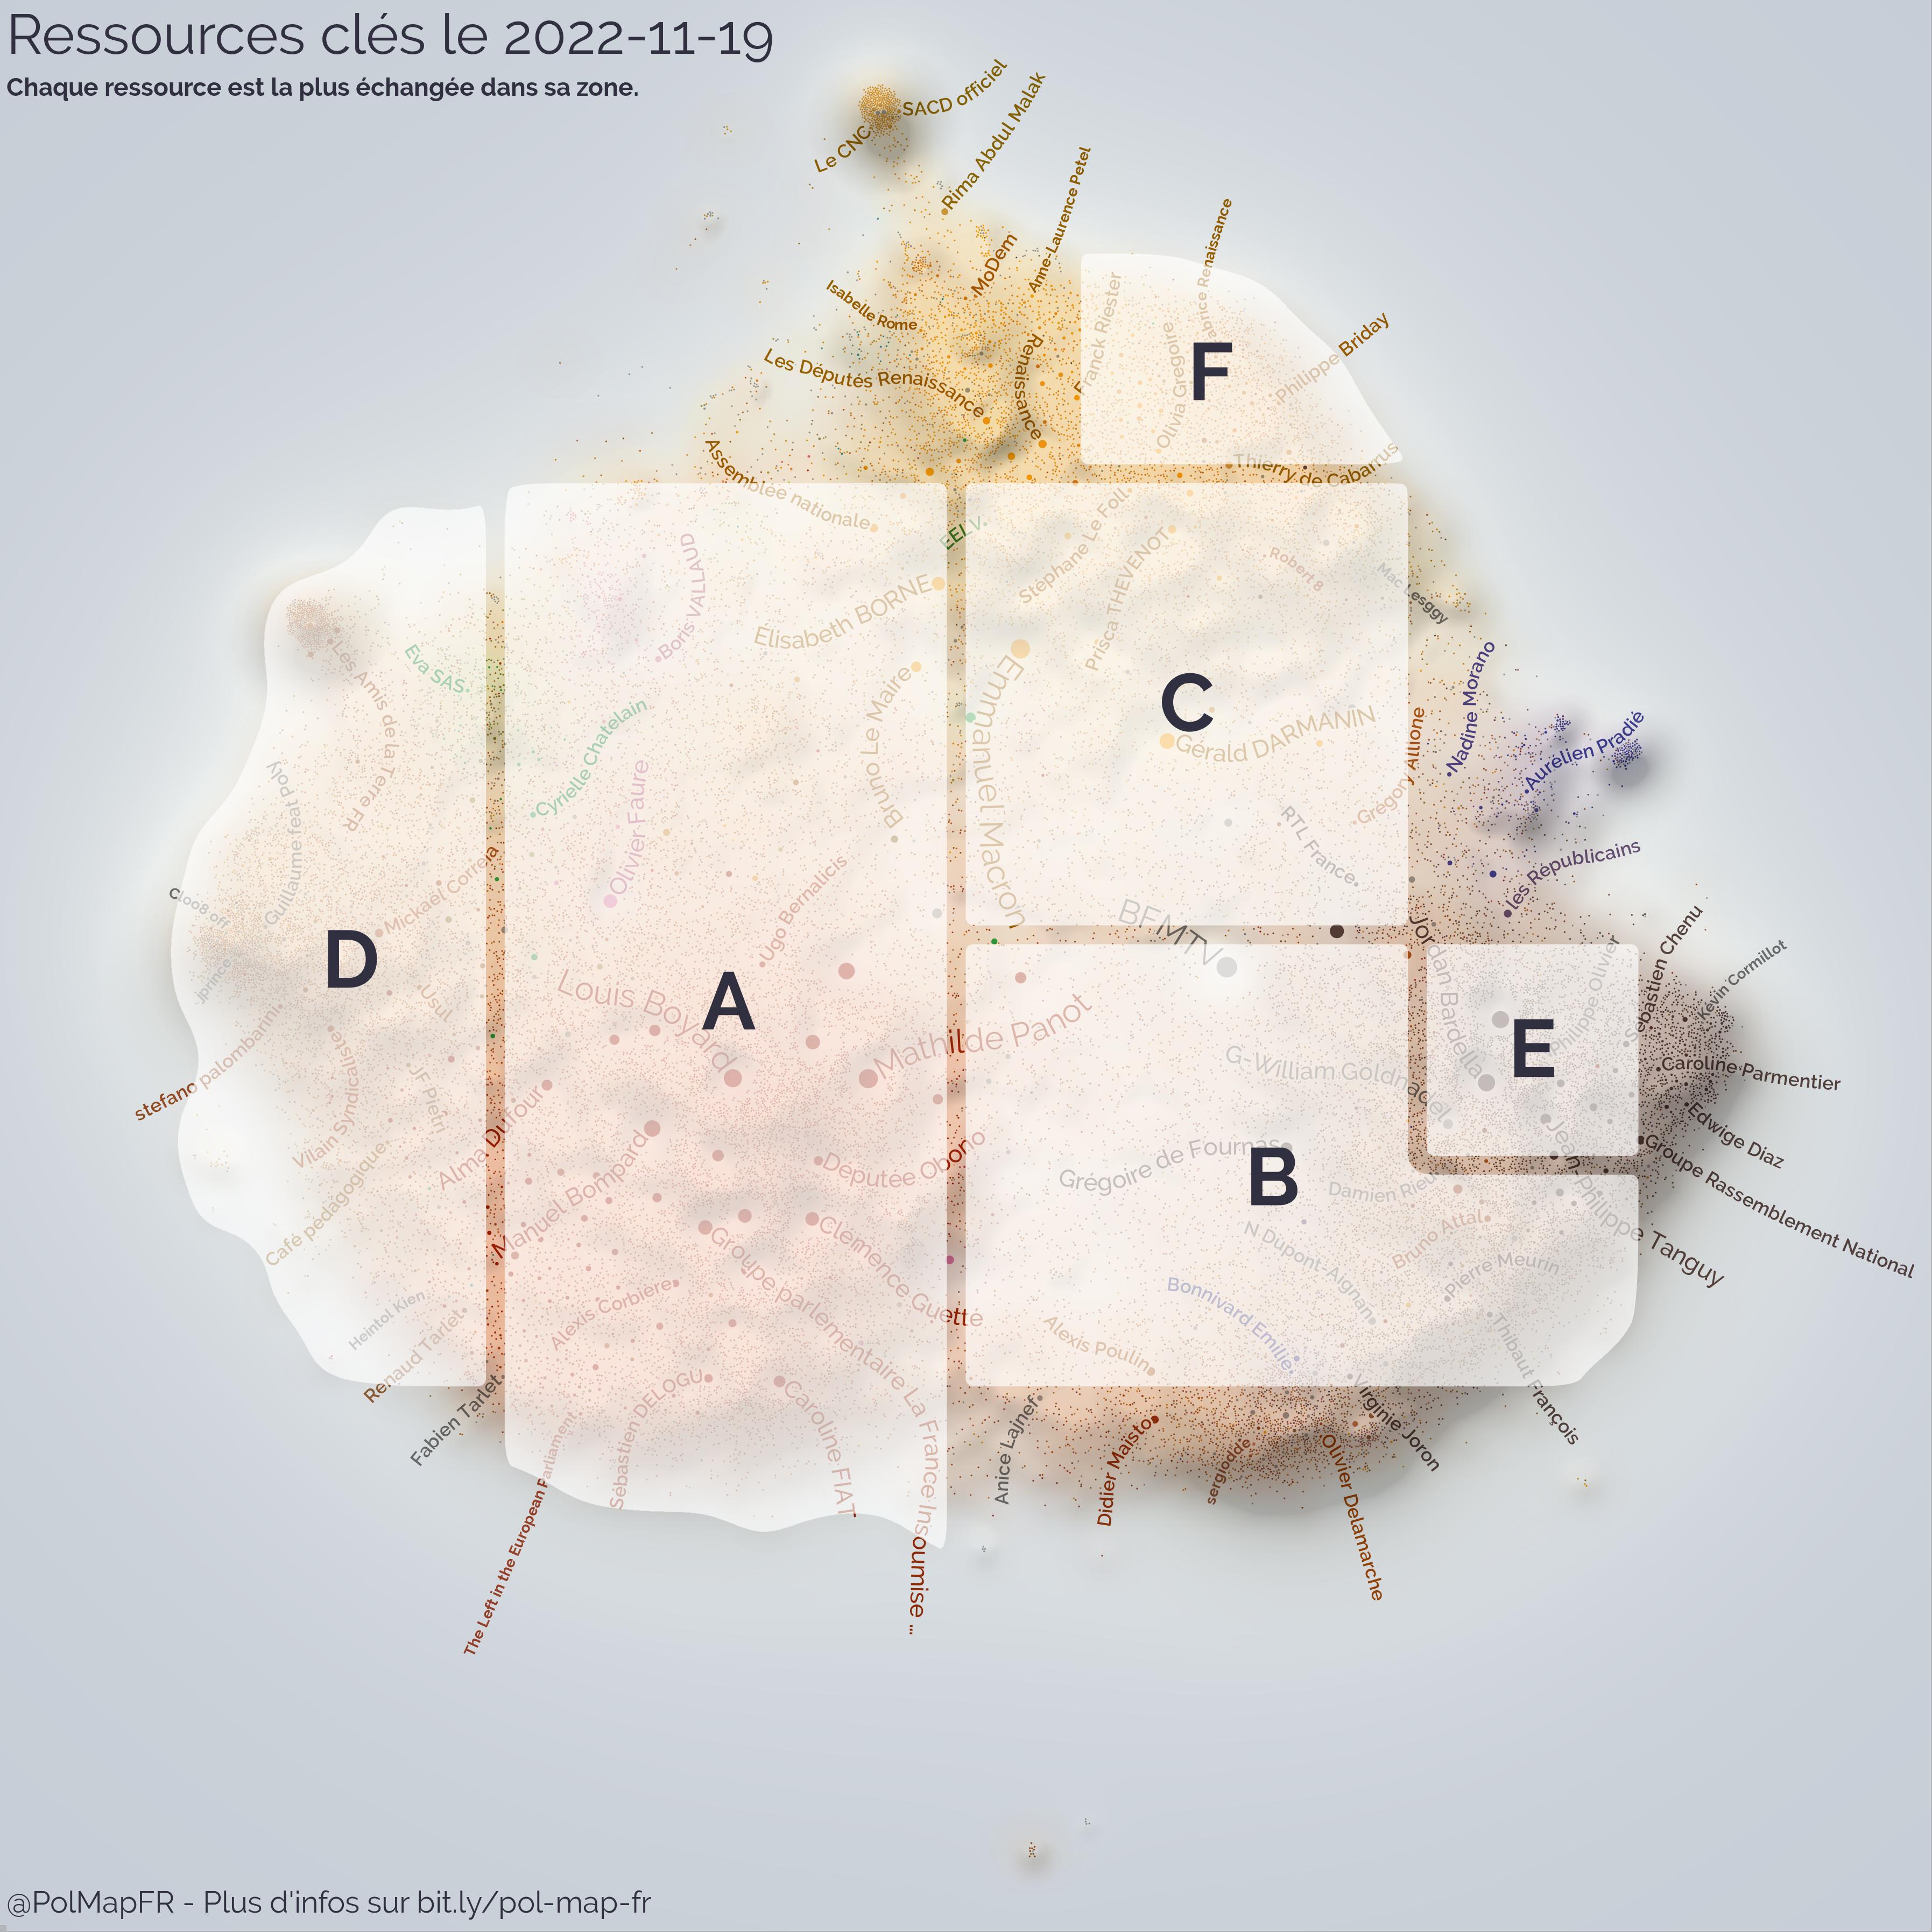 Ressources clés le 2022-11-19
Chaque ressource est la plus échangée dans sa zone.
SACD officiel
Le CNC
Rima Abdul Malak
Anne-Laurence Petel
MoDem
Isabelle Rome
Fabrice Renaissance
Franck Riester
Olivia Gregoire
F
Philippe Briday
Renaissance
Les Députés Renaissance
Thierry de Cabarrus
Assemblée nationale
EELV
Stéphane Le Foll
Prisca THEVENOT
Robert 8
Mac Lesggy
Boris VALLAUD
Elisabeth BORNE
Eva SAS
Les Amis de la Terre FR
Cyrielle Chatelain
Olivier Faure
Bruno Le Maire
Emmanuel Macron
C
Gérald DARMANIN
Gregory Allione
Nadine Morano
Aurélien Pradié
RTL France
les Républicains
Guillaume feat Poly
Cloo8 off
Mickaël Correia
D
jprinco
Usul
Ugo Bernalicis
A
Louis Boyard
Mathilde Panot
BFMTV
G-William Goldnadel
Jordan Bardella
E
Philippe Olivier
Sébastien Chenu
Kévin Cormillot
Caroline Parmentier
Edwige Diaz
Groupe Rassemblement National
stefano palombarini
Vilain Syndicaliste
JF Pietri
Café pédagogique
Alma Dufour
Manuel Bompard
Députée Obono
Clémence Guetté
Groupe parlementaire La France Insoumise ...
Alexis Corbière
Grégoire de Fournas
B
Damien Rieu
N Dupont-Aignan
Bruno Attal
Pierre Meurin
Jean-Philippe Tanguy
Bonnivard Emilie
Alexis Poulin
Thibaut François
Heintol Kien
Renaud Tarlet
Fabien Tarlet
The Left in the European Parliament
Sébastien DELOGU
Caroline FIAT
Anice Lajnef
Didier Maïsto
sergiodde
Olivier Delamarche
Virginie Joron
@PolMapFR - Plus d'infos sur bit.ly/pol-map-fr